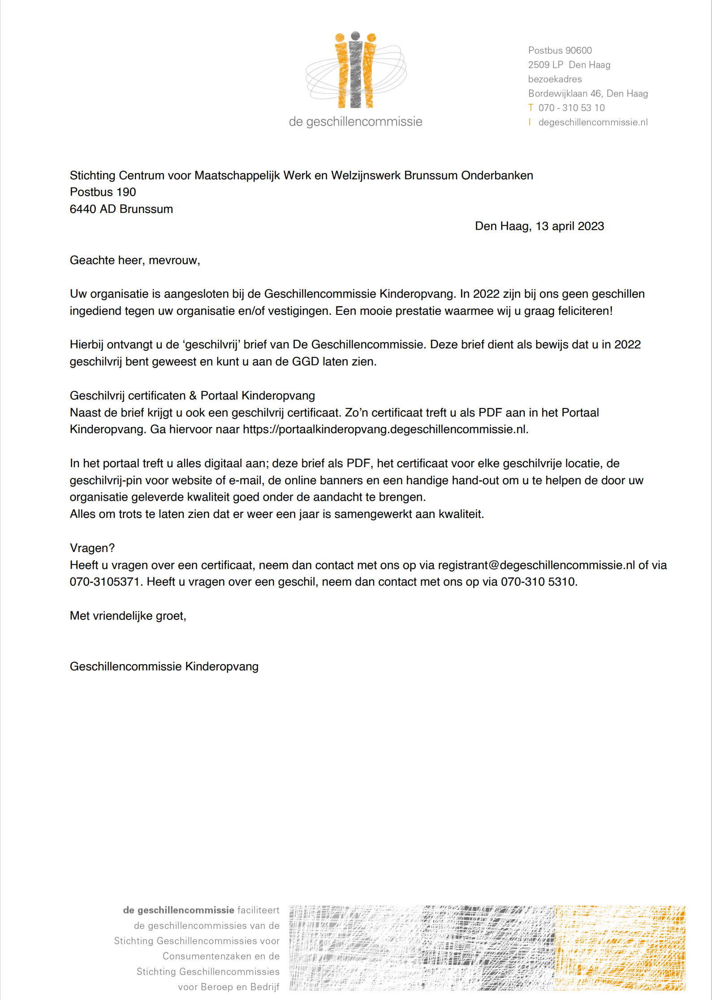 de geschillencommissie
Postbus 90600
2509 LP Den Haag
bezoekadres
Bordewijklaan 46, Den Haag
T 070 - 310 53 10
I degeschillencommissie.nl
Stichting Centrum voor Maatschappelijk Werk en Welzijnswerk Brunssum Onderbanken
Postbus 190
6440 AD Brunssum
Den Haag, 13 april 2023
Geachte heer, mevrouw,
Uw organisatie is aangesloten bij de Geschillencommissie Kinderopvang. In 2022 zijn bij ons geen geschillen
ingediend tegen uw organisatie en/of vestigingen. Een mooie prestatie waarmee wij u graag feliciteren!
Hierbij ontvangt u de ‘geschilvrij’ brief van De Geschillencommissie. Deze brief dient als bewijs dat u in 2022
geschilvrij bent geweest en kunt u aan de GGD laten zien.
Geschilvrij certificaten & Portaal Kinderopvang
Naast de brief krijgt u ook een geschilvrij certificaat. Zo’n certificaat treft u als PDF aan in het Portaal
Kinderopvang. Ga hiervoor naar https://portaalkinderopvang.degeschillencommissie.nl.
In het portaal treft u alles digitaal aan; deze brief als PDF, het certificaat voor elke geschilvrije locatie, de
geschilvrij-pin voor website of e-mail, de online banners en een handige hand-out om u te helpen de door uw
organisatie geleverde kwaliteit goed onder de aandacht te brengen.
Alles om trots te laten zien dat er weer een jaar is samengewerkt aan kwaliteit.
Vragen?
Heeft u vragen over een certificaat, neem dan contact met ons op via registrant@degeschillencommissie.nl of via
070-3105371. Heeft u vragen over een geschil, neem dan contact met ons op via 070-310 5310.
Met vriendelijke groet,
Geschillencommissie Kinderopvang
de geschillencommissie faciliteert
de geschillencommissies van de
Stichting Geschillencommissies voor
Consumentenzaken en de
Stichting Geschillencommissies
voor Beroep en Bedrijf